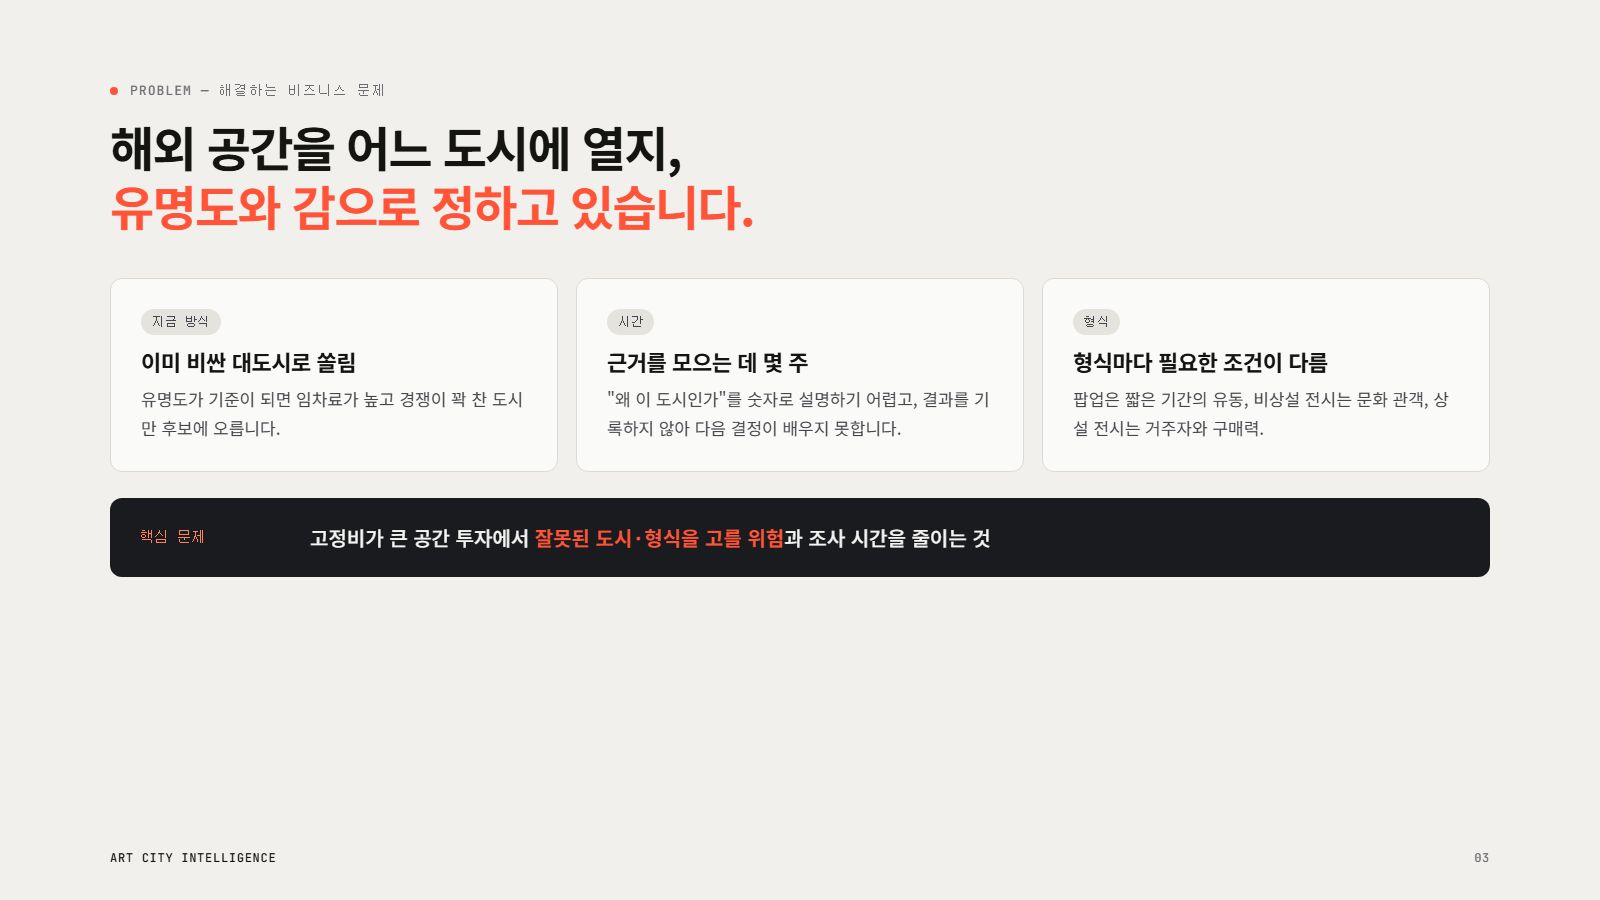 PROBLEM — 해결하는 비즈니스 문제
해외 공간을 어느 도시에 열지,
유명도와 감으로 정하고 있습니다.
지금 방식
이미 비싼 대도시로 쏠림
유명도가 기준이 되면 임차료가 높고 경쟁이 꽉 찬 도시
만 후보에 오릅니다.
시간
근거를 모으는 데 몇 주
"왜 이 도시인가"를 숫자로 설명하기 어렵고, 결과를 기
록하지 않아 다음 결정이 배우지 못합니다.
형식
형식마다 필요한 조건이 다름
팝업은 짧은 기간의 유동, 비상설 전시는 문화 관객, 상
설 전시는 거주자와 구매력.
핵심 문제
고정비가 큰 공간 투자에서 잘못된 도시·형식을 고를 위험과 조사 시간을 줄이는 것
ART CITY INTELLIGENCE
03